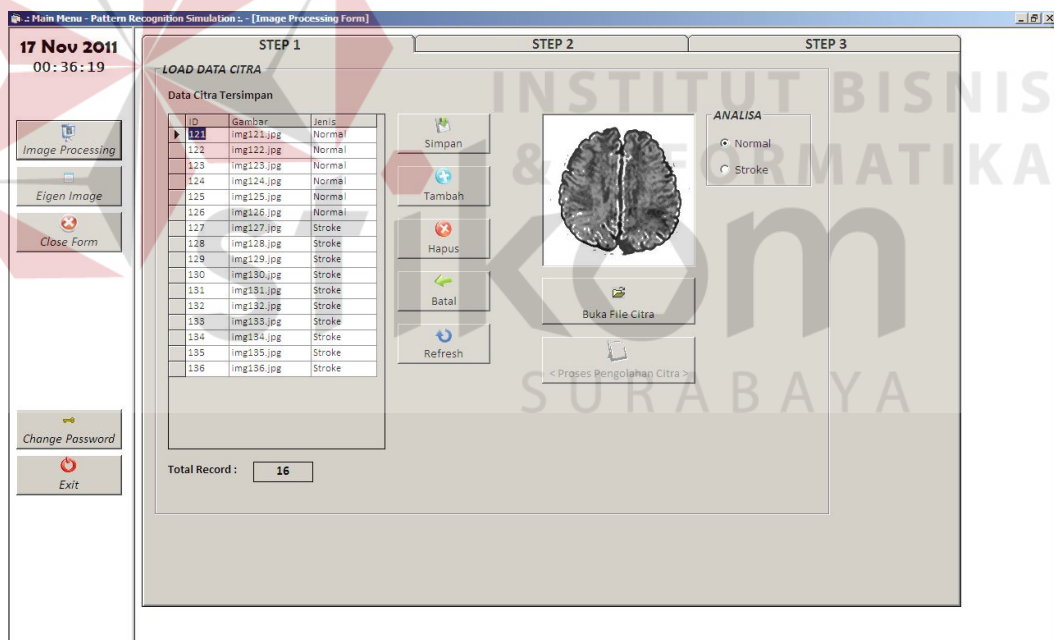 .: Main Menu - Pattern Recognition Simulation :. - [Image Processing Form]
17 Nov 2011
00:36:19
Image Processing
Eigen Image
Close Form
Change Password
Exit
STEP 1 STEP 2 STEP 3
LOAD DATA CITRA
Data Citra Tersimpan
ID Gambar Jenis
121 img121.jpg Normal
122 img122.jpg Normal
123 img123.jpg Normal
124 img124.jpg Normal
125 img125.jpg Normal
126 img126.jpg Normal
127 img127.jpg Stroke
128 img128.jpg Stroke
129 img129.jpg Stroke
130 img130.jpg Stroke
131 img131.jpg Stroke
132 img132.jpg Stroke
133 img133.jpg Stroke
134 img134.jpg Stroke
135 img135.jpg Stroke
136 img136.jpg Stroke
Total Record : 16
Simpan
Tambah
Hapus
Batal
Refresh
Buka File Citra
< Proses Pengolahan Citra >
ANALISA
Normal
Stroke
INSTITUT BISNIS
& INFORMATIKA
stikom
SURABAYA